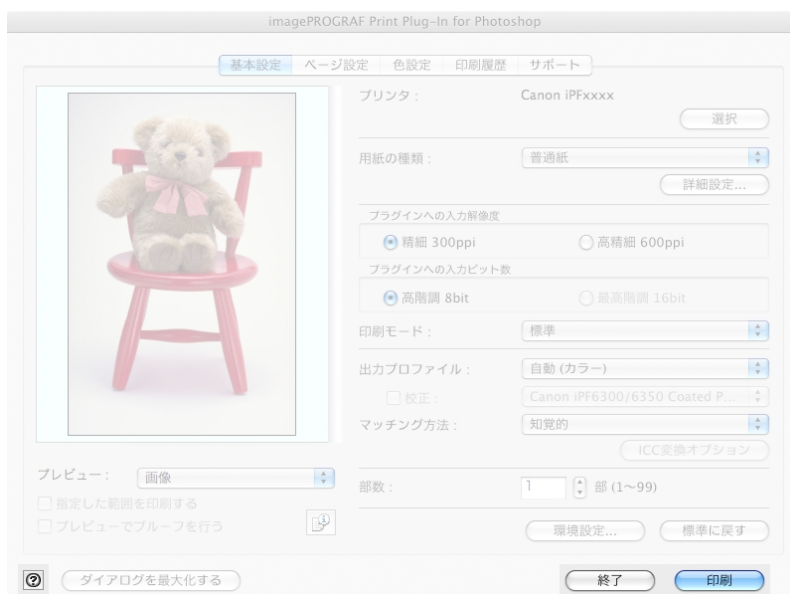 imagePROGRAF Print Plug-In for Photoshop
基本設定 ページ設定 色設定 印刷履歴 サポート
プリンタ : Canon iPFxxxx
選択
用紙の種類 : 普通紙
詳細設定...
プラグインへの入力解像度
精細 300ppi 高精細 600ppi
プラグインへの入力ビット数
高階調 8bit 最高階調 16bit
印刷モード : 標準
出力プロファイル : 自動 (カラー)
校正 : Canon iPF6300/6350 Coated P...
マッチング方法 : 知覚的
ICC変換オプション
プレビュー : 画像
指定した範囲を印刷する
プレビューでプルーフを行う
部数 : 1 部 (1〜99)
環境設定... 標準に戻す
? ダイアログを最大化する 終了 印刷